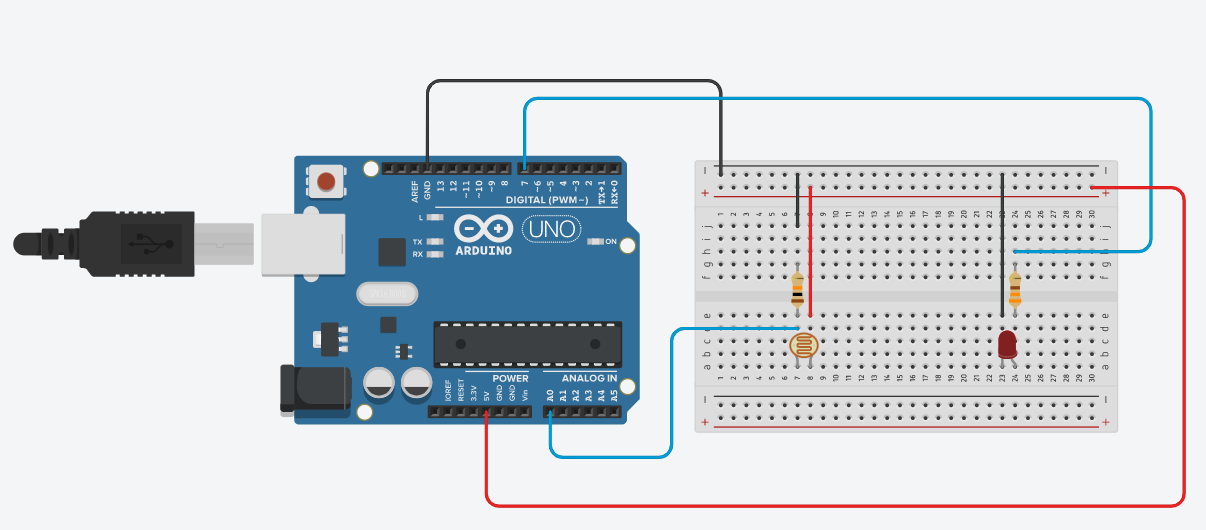 AREF
GND
13
12
~11
~10
~9
8
7
~6
~5
4
~3
2
TX→1
RX←0
DIGITAL (PWM~)
L
TX
RX
ARDUINO
UNO
ON
POWER
ANALOG IN
IOREF
RESET
3.3V
5V
GND
GND
Vin
A0
A1
A2
A3
A4
A5
− −
+ +
1 2 3 4 5 6 7 8 9 10 11 12 13 14 15 16 17 18 19 20 21 22 23 24 25 26 27 28 29 30
j j
i i
h h
g g
f f
e e
d d
c c
b b
a a
1 2 3 4 5 6 7 8 9 10 11 12 13 14 15 16 17 18 19 20 21 22 23 24 25 26 27 28 29 30
− −
+ +